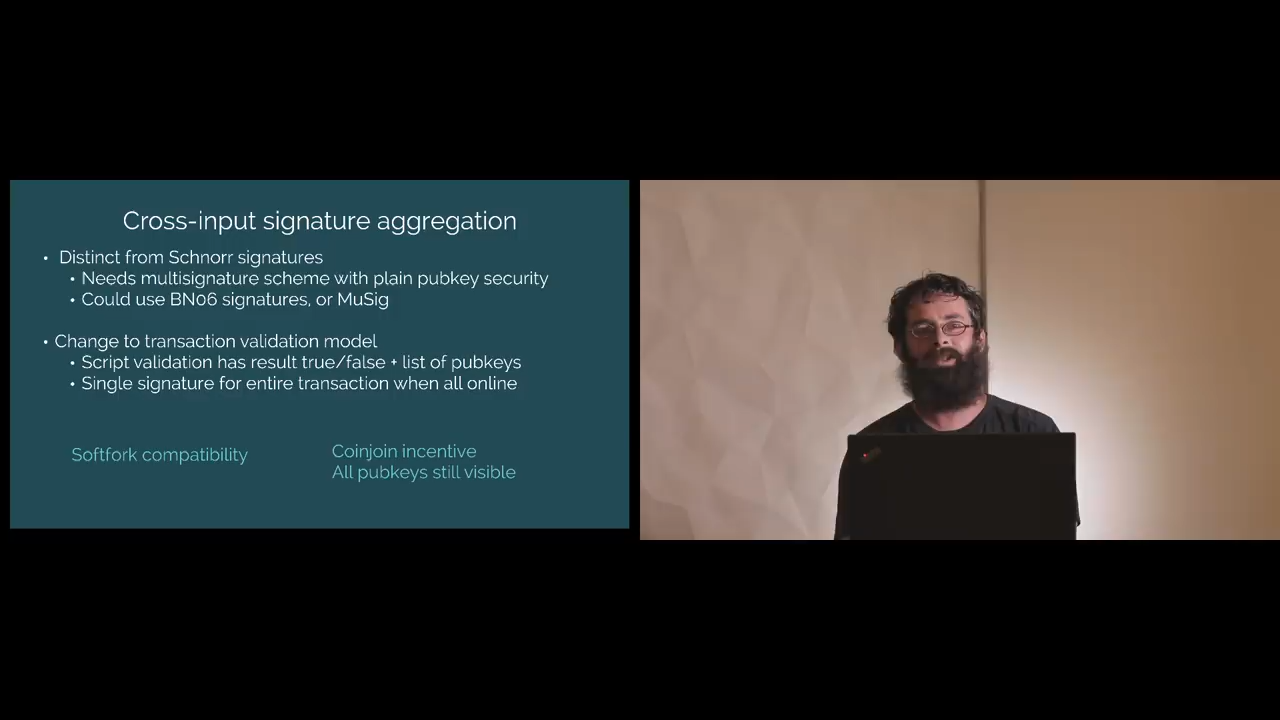 Cross-input signature aggregation
• Distinct from Schnorr signatures
• Needs multisignature scheme with plain pubkey security
• Could use BN06 signatures, or MuSig
• Change to transaction validation model
• Script validation has result true/false + list of pubkeys
• Single signature for entire transaction when all online
Softfork compatibility
Coinjoin incentive
All pubkeys still visible